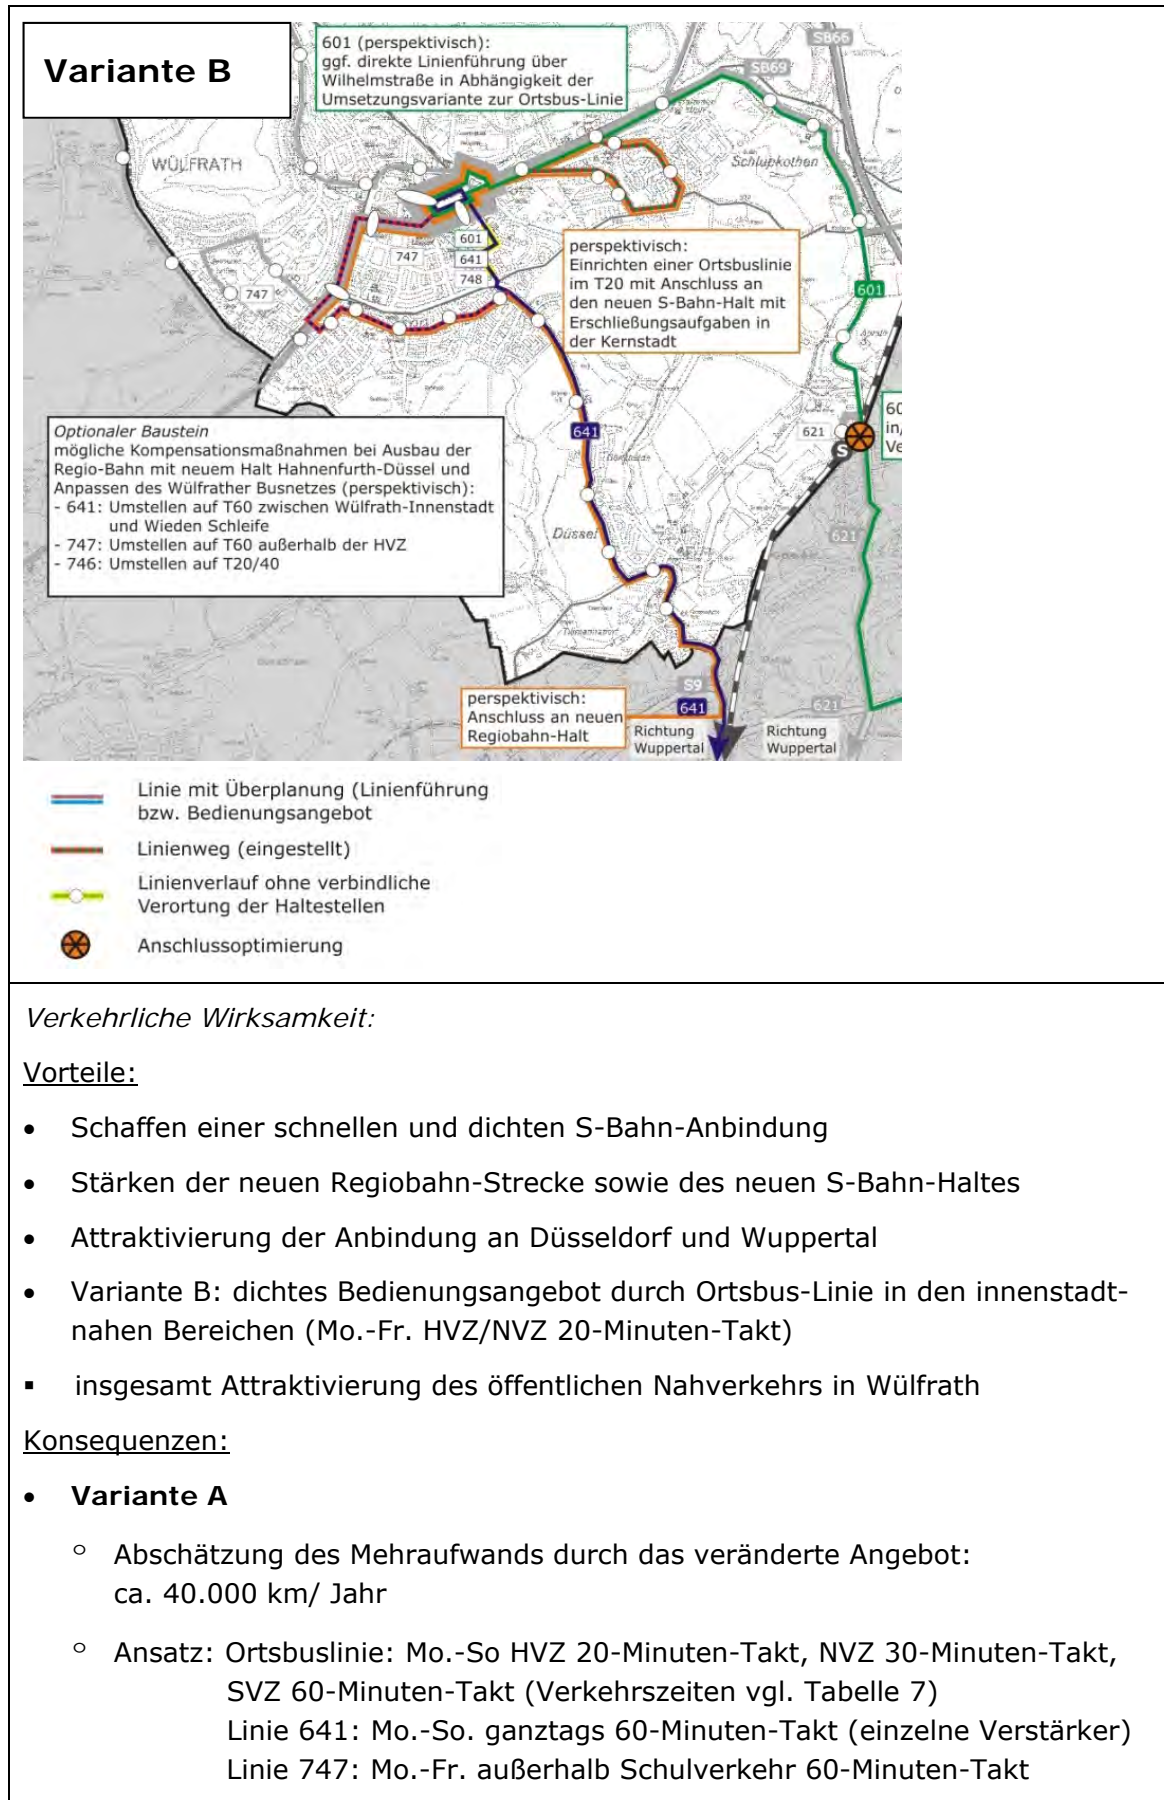 Variante B
601 (perspektivisch):
ggf. direkte Linienführung über
Wilhelmstraße in Abhängigkeit der
Umsetzungsvariante zur Ortsbus-Linie
SB66
SB69
WÜLFRATH
Schlupkothen
601
641
748
747
747
perspektivisch:
Einrichten einer Ortsbuslinie
im T20 mit Anschluss an
den neuen S-Bahn-Halt mit
Erschließungsaufgaben in
der Kernstadt
601
60
in/
Ve
621
S
641
621
Optionaler Baustein
mögliche Kompensationsmaßnahmen bei Ausbau der
Regio-Bahn mit neuem Halt Hahnenfurth-Düssel und
Anpassen des Wülfrather Busnetzes (perspektivisch):
- 641: Umstellen auf T60 zwischen Wülfrath-Innenstadt
und Wieden Schleife
- 747: Umstellen auf T60 außerhalb der HVZ
- 746: Umstellen auf T20/40
Düssel
perspektivisch:
Anschluss an neuen
Regiobahn-Halt
S9
641
621
Richtung
Wuppertal
Richtung
Wuppertal
Linie mit Überplanung (Linienführung
bzw. Bedienungsangebot
Linienweg (eingestellt)
Linienverlauf ohne verbindliche
Verortung der Haltestellen
Anschlussoptimierung
Verkehrliche Wirksamkeit:
Vorteile:
• Schaffen einer schnellen und dichten S-Bahn-Anbindung
• Stärken der neuen Regiobahn-Strecke sowie des neuen S-Bahn-Haltes
• Attraktivierung der Anbindung an Düsseldorf und Wuppertal
• Variante B: dichtes Bedienungsangebot durch Ortsbus-Linie in den innenstadt-
nahen Bereichen (Mo.-Fr. HVZ/NVZ 20-Minuten-Takt)
▪ insgesamt Attraktivierung des öffentlichen Nahverkehrs in Wülfrath
Konsequenzen:
• Variante A
° Abschätzung des Mehraufwands durch das veränderte Angebot:
ca. 40.000 km/ Jahr
° Ansatz: Ortsbuslinie: Mo.-So HVZ 20-Minuten-Takt, NVZ 30-Minuten-Takt,
SVZ 60-Minuten-Takt (Verkehrszeiten vgl. Tabelle 7)
Linie 641: Mo.-So. ganztags 60-Minuten-Takt (einzelne Verstärker)
Linie 747: Mo.-Fr. außerhalb Schulverkehr 60-Minuten-Takt